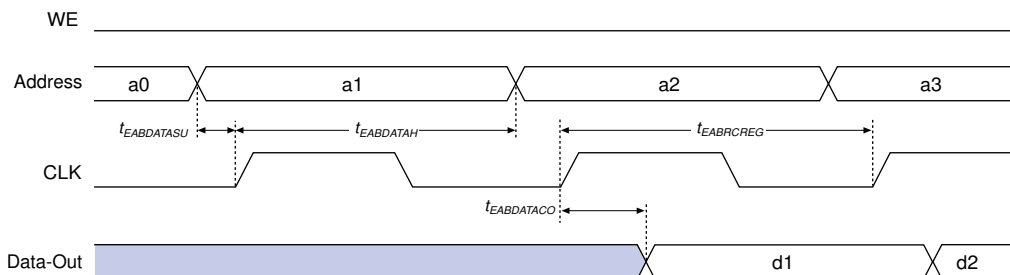 WE
Address a0 a1 a2 a3
tEABDATASU tEABDATAH tEABRCREG
CLK
tEABDATACO
Data-Out d1 d2